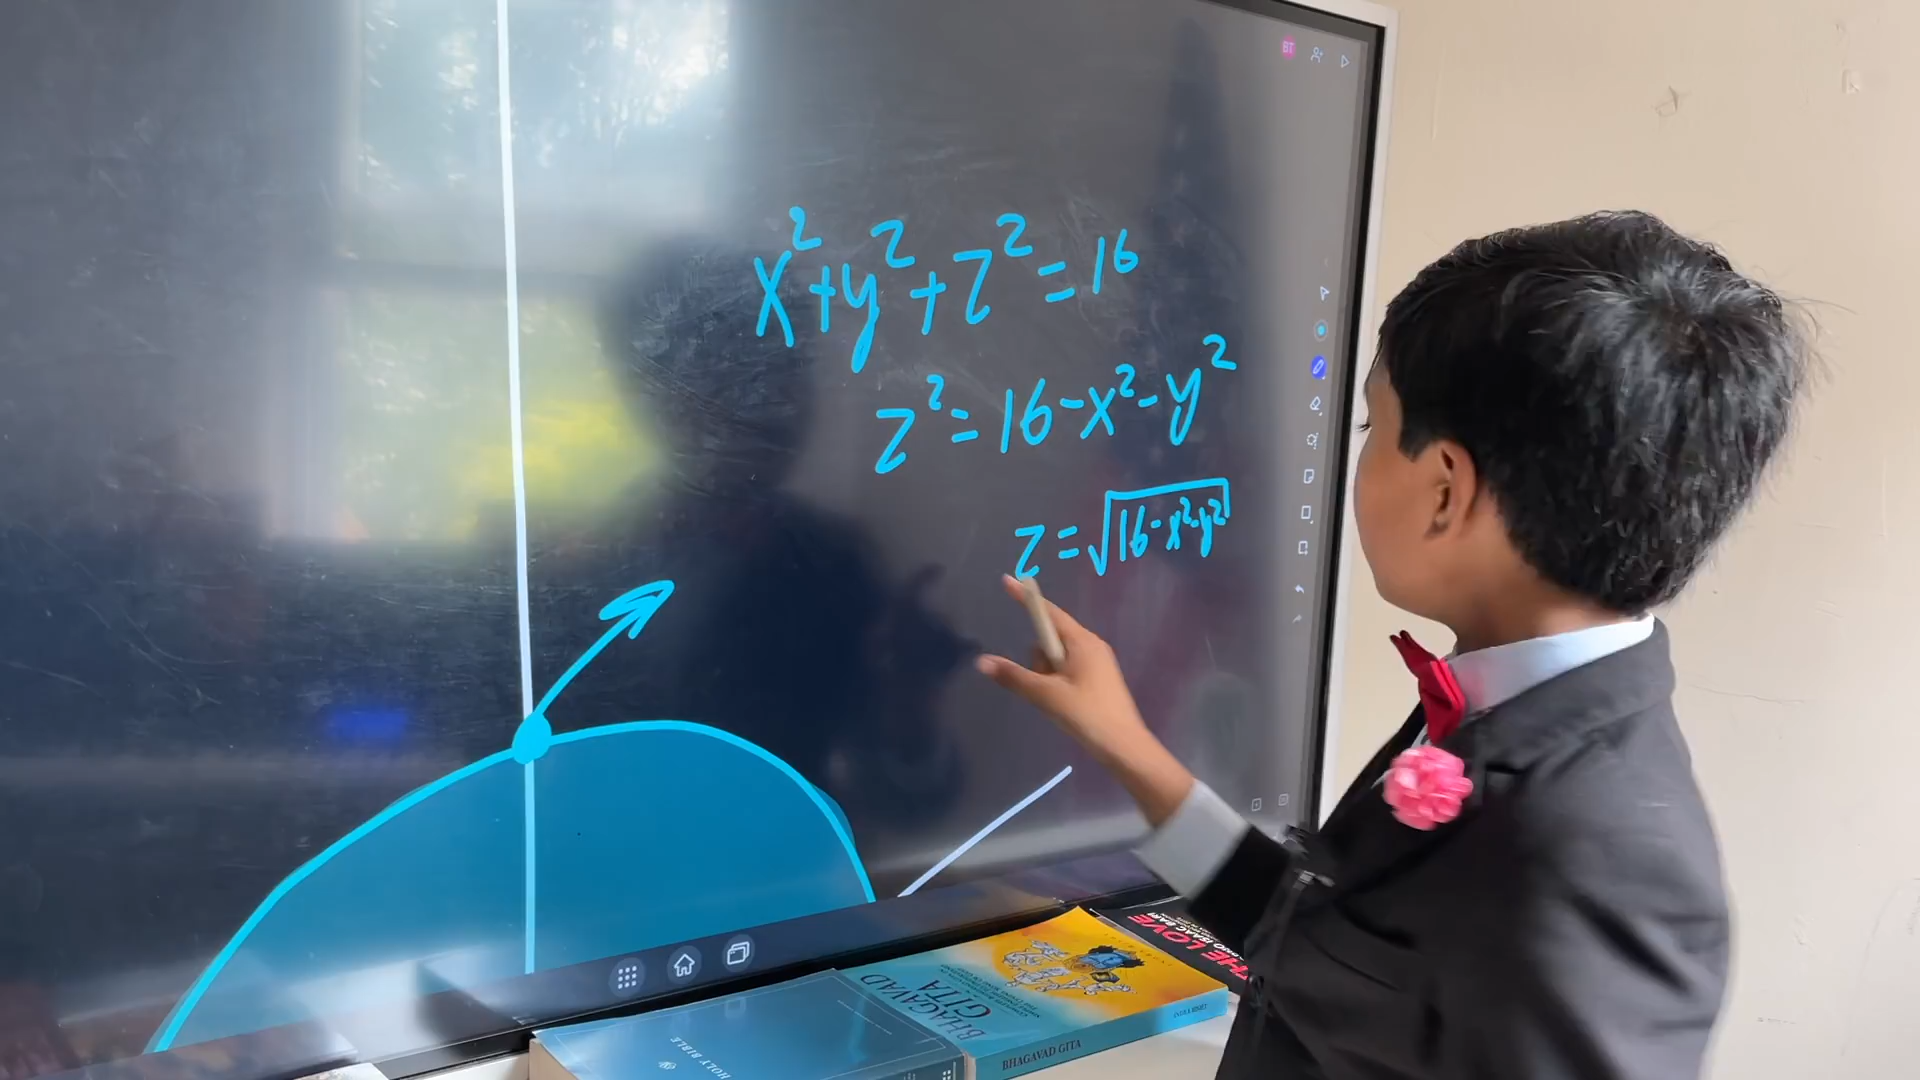 BT
x²+y²+z²=16
z²=16-x²-y²
z=√16-x²-y²
THE LOVE
BHAGAVAD
GITA
BHAGAVAD GITA
HOLY BIBLE